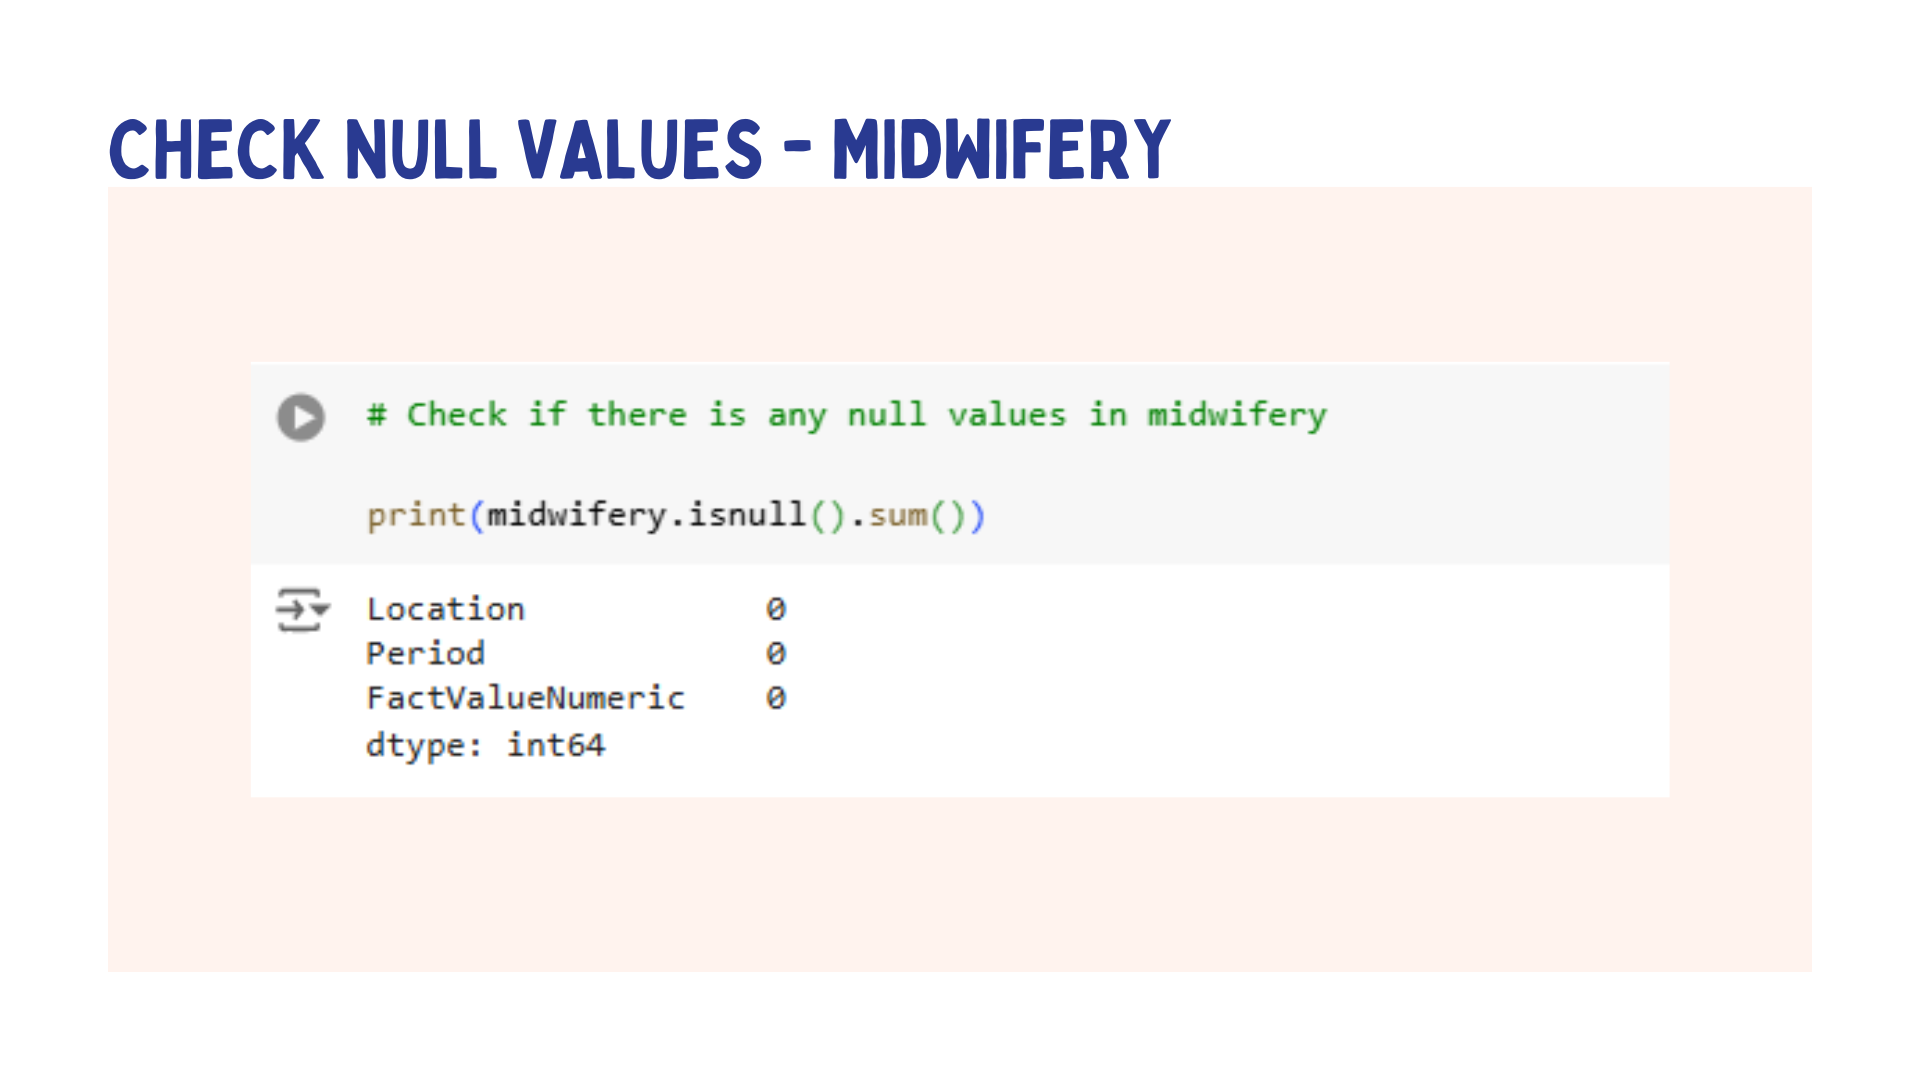 CHECK NULL VALUES - MIDWIFERY
# Check if there is any null values in midwifery
print(midwifery.isnull().sum())
Location 0
Period 0
FactValueNumeric 0
dtype: int64